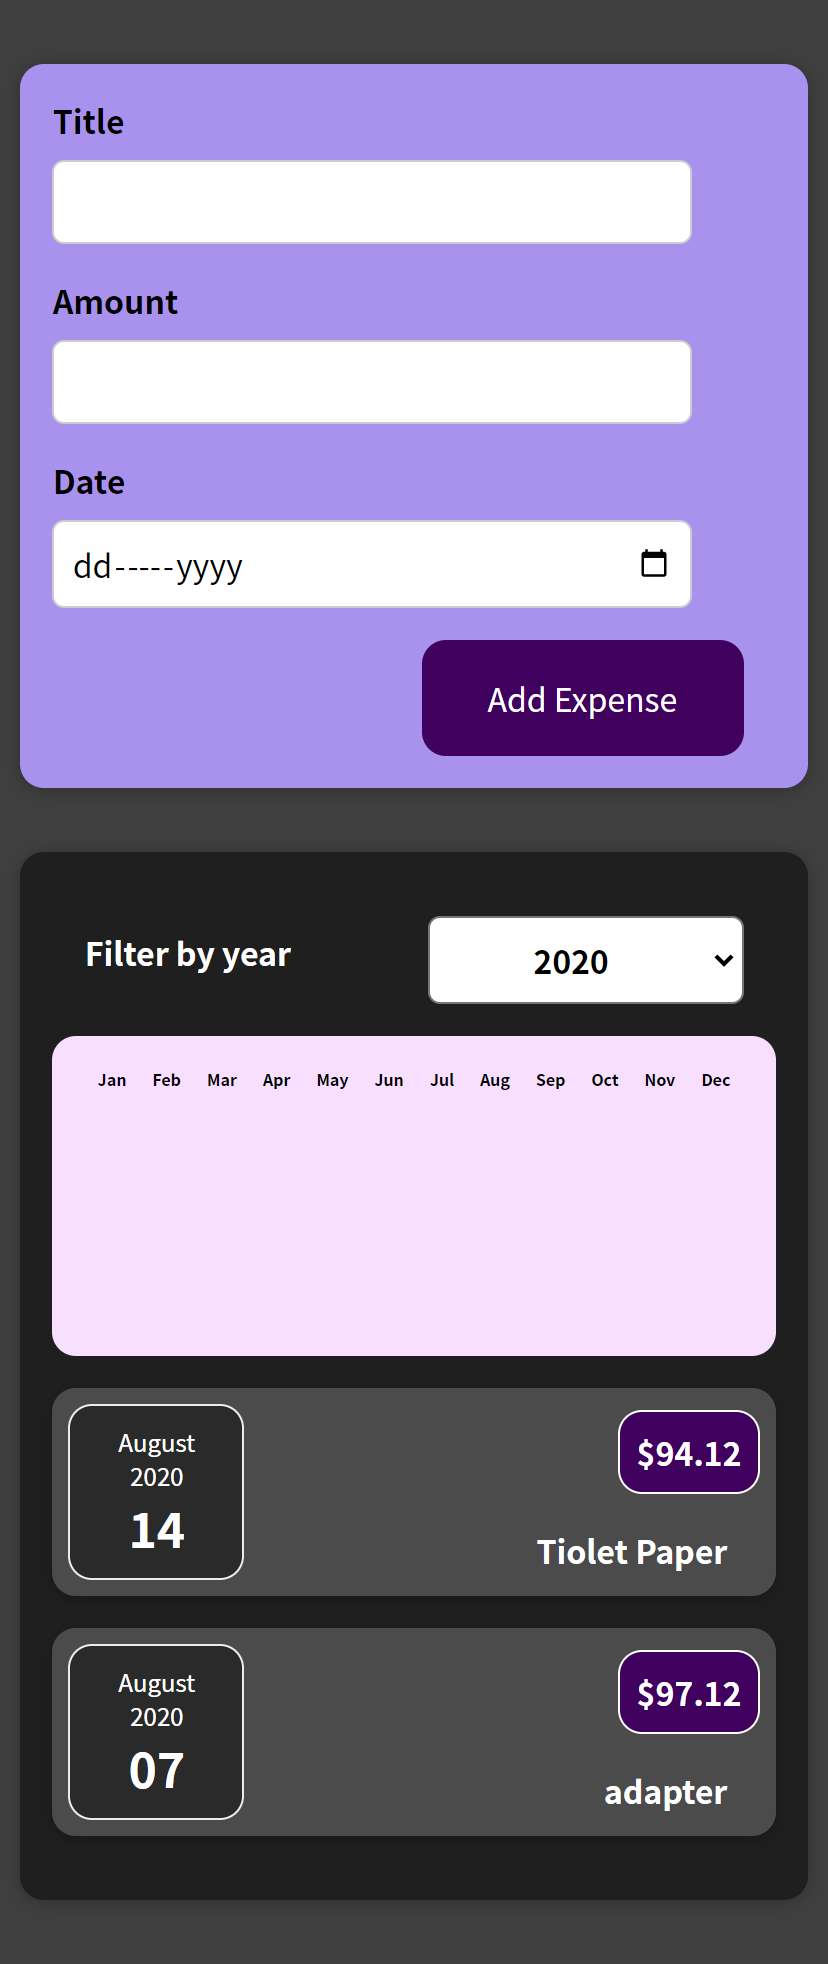 Title
Amount
Date
dd-----yyyy
Add Expense
Filter by year
2020
Jan Feb Mar Apr May Jun Jul Aug Sep Oct Nov Dec
August
2020
14
$94.12
Tiolet Paper
August
2020
07
$97.12
adapter